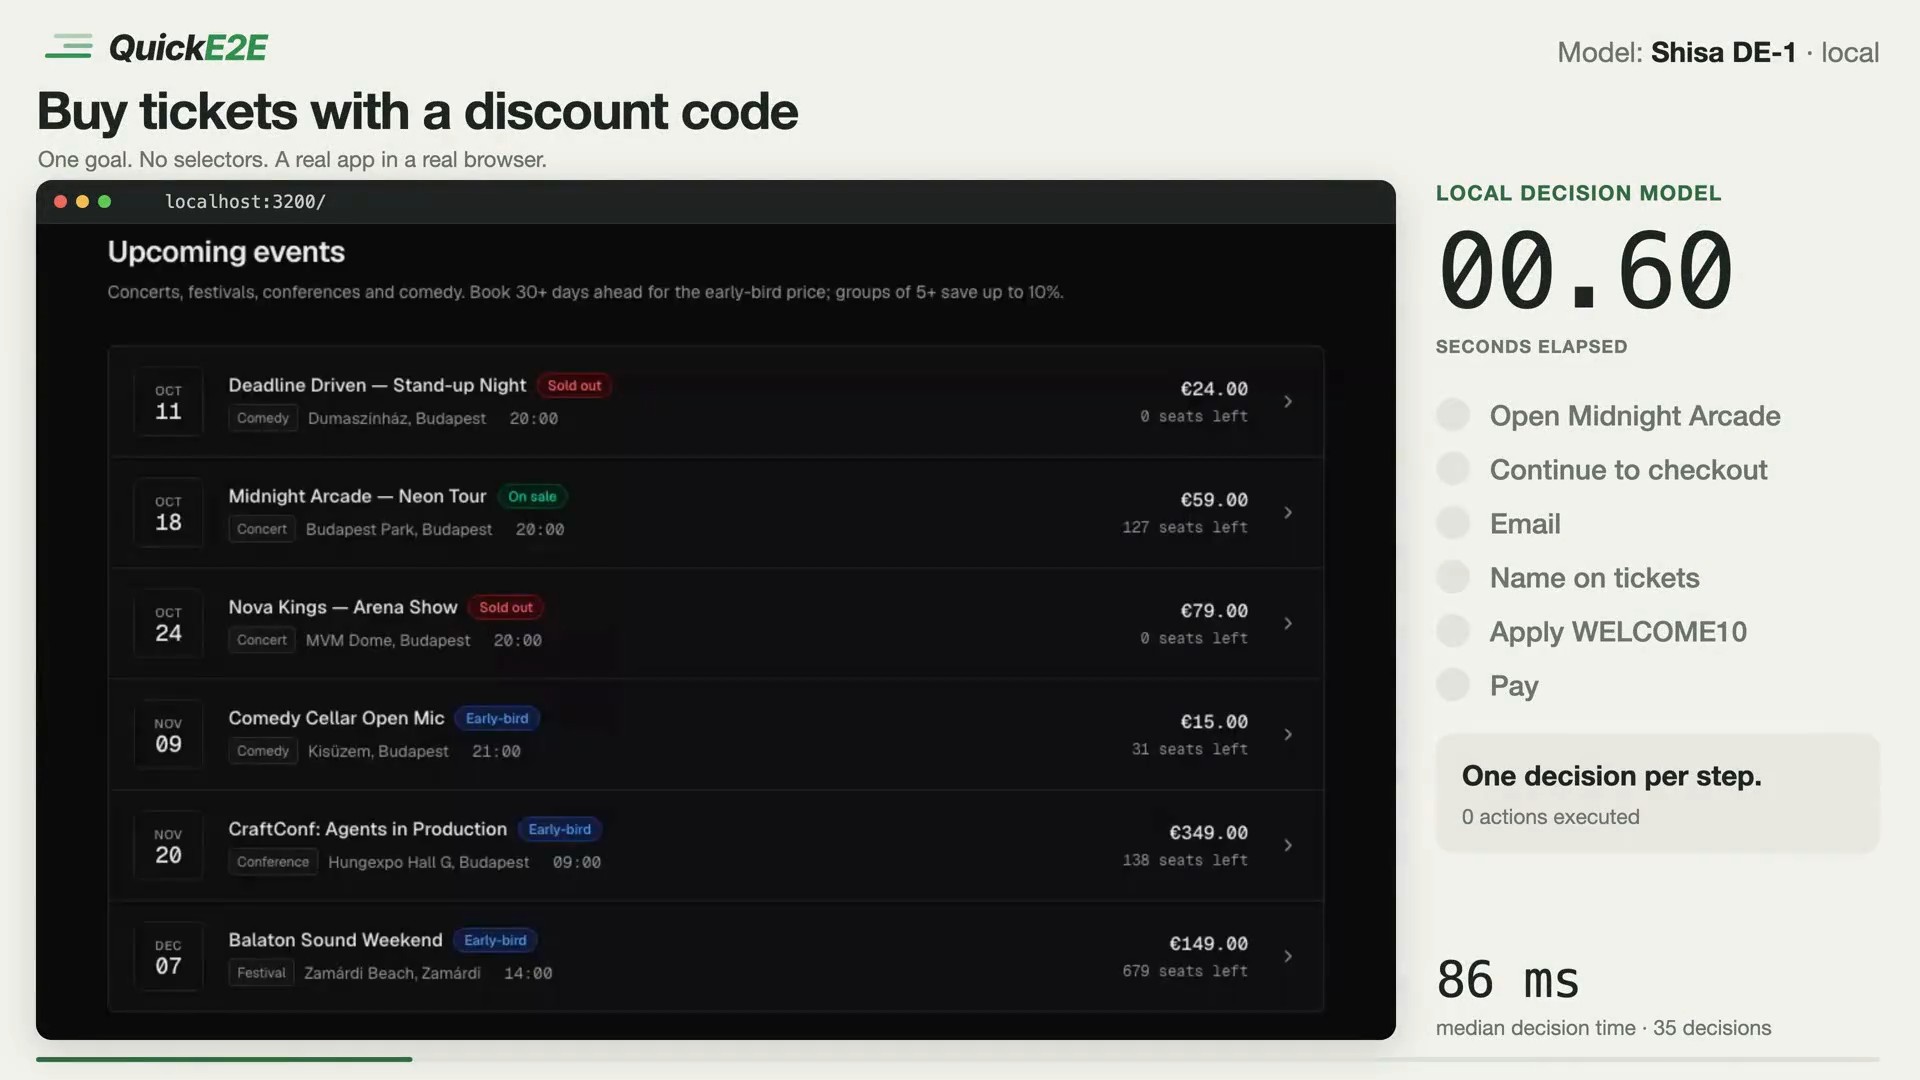 QuickE2E
Model: Shisa DE-1 · local
Buy tickets with a discount code
One goal. No selectors. A real app in a real browser.
localhost:3200/
Upcoming events
Concerts, festivals, conferences and comedy. Book 30+ days ahead for the early-bird price; groups of 5+ save up to 10%.
OCT
11
Deadline Driven — Stand-up Night Sold out
Comedy Dumaszínház, Budapest 20:00
€24.00
0 seats left
OCT
18
Midnight Arcade — Neon Tour On sale
Concert Budapest Park, Budapest 20:00
€59.00
127 seats left
OCT
24
Nova Kings — Arena Show Sold out
Concert MVM Dome, Budapest 20:00
€79.00
0 seats left
NOV
09
Comedy Cellar Open Mic Early-bird
Comedy Kisüzem, Budapest 21:00
€15.00
31 seats left
NOV
20
CraftConf: Agents in Production Early-bird
Conference Hungexpo Hall G, Budapest 09:00
€349.00
138 seats left
DEC
07
Balaton Sound Weekend Early-bird
Festival Zamárdi Beach, Zamárdi 14:00
€149.00
679 seats left
LOCAL DECISION MODEL
00.60
SECONDS ELAPSED
Open Midnight Arcade
Continue to checkout
Email
Name on tickets
Apply WELCOME10
Pay
One decision per step.
0 actions executed
86 ms
median decision time · 35 decisions